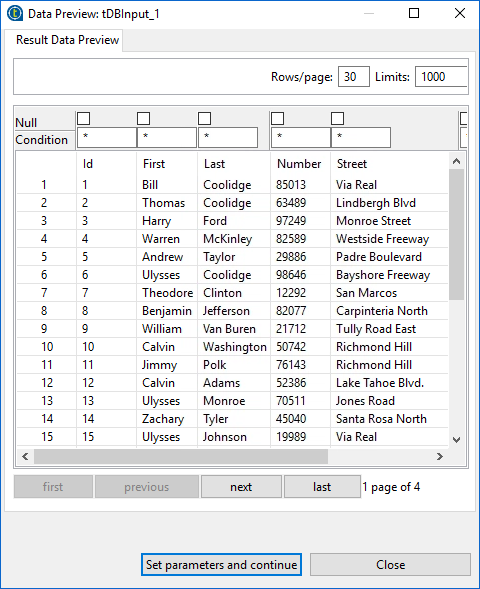 Data Preview: tDBInput_1
Result Data Preview
Rows/page: 30 Limits: 1000
Null
Condition * * * * *
Id First Last Number Street
1 1 Bill Coolidge 85013 Via Real
2 2 Thomas Coolidge 63489 Lindbergh Blvd
3 3 Harry Ford 97249 Monroe Street
4 4 Warren McKinley 82589 Westside Freeway
5 5 Andrew Taylor 29886 Padre Boulevard
6 6 Ulysses Coolidge 98646 Bayshore Freeway
7 7 Theodore Clinton 12292 San Marcos
8 8 Benjamin Jefferson 82077 Carpinteria North
9 9 William Van Buren 21712 Tully Road East
10 10 Calvin Washington 50742 Richmond Hill
11 11 Jimmy Polk 76143 Richmond Hill
12 12 Calvin Adams 52386 Lake Tahoe Blvd.
13 13 Ulysses Monroe 70511 Jones Road
14 14 Zachary Tyler 45040 Santa Rosa North
15 15 Ulysses Johnson 19989 Via Real
first previous next last 1 page of 4
Set parameters and continue Close